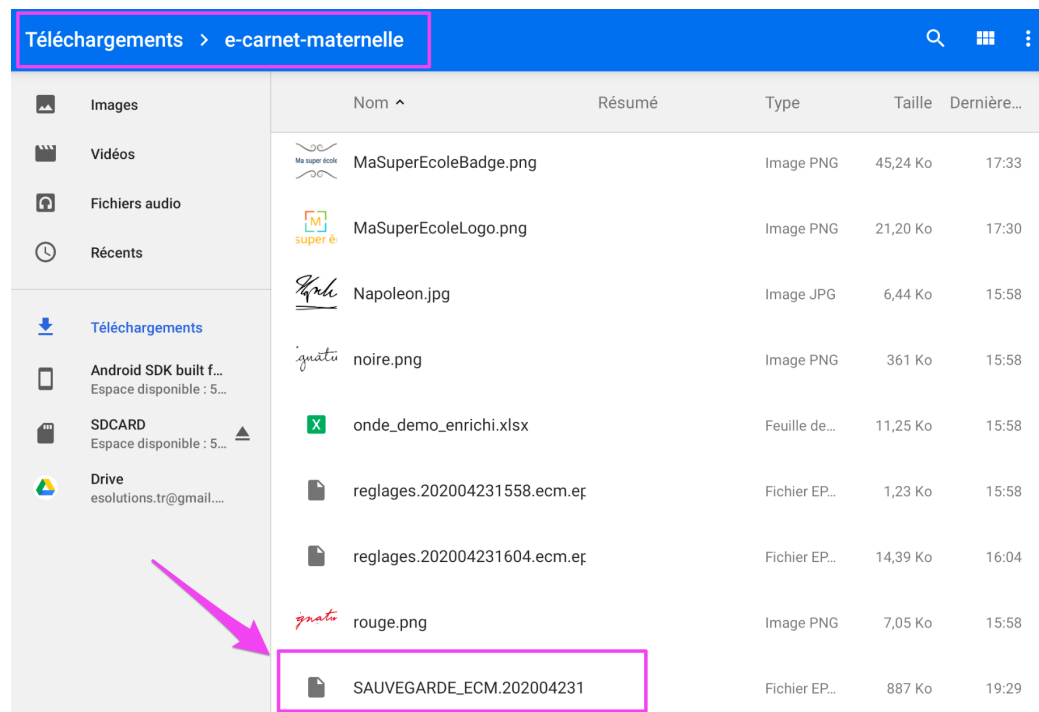 Téléchargements > e-carnet-maternelle
Images
Vidéos
Fichiers audio
Récents
Téléchargements
Android SDK built f...
Espace disponible : 5...
SDCARD
Espace disponible : 5...
Drive
esolutions.tr@gmail....
Nom Résumé Type Taille Dernière...
Ma super école
MaSuperEcoleBadge.png Image PNG 45,24 Ko 17:33
M
super é
MaSuperEcoleLogo.png Image PNG 21,20 Ko 17:30
Napoleon.jpg Image JPG 6,44 Ko 15:58
noire.png Image PNG 361 Ko 15:58
X
onde_demo_enrichi.xlsx Feuille de... 11,25 Ko 15:58
reglages.202004231558.ecm.ep Fichier EP... 1,23 Ko 15:58
reglages.202004231604.ecm.ep Fichier EP... 14,39 Ko 16:04
rouge.png Image PNG 7,05 Ko 15:58
SAUVEGARDE_ECM.202004231 Fichier EP... 887 Ko 19:29